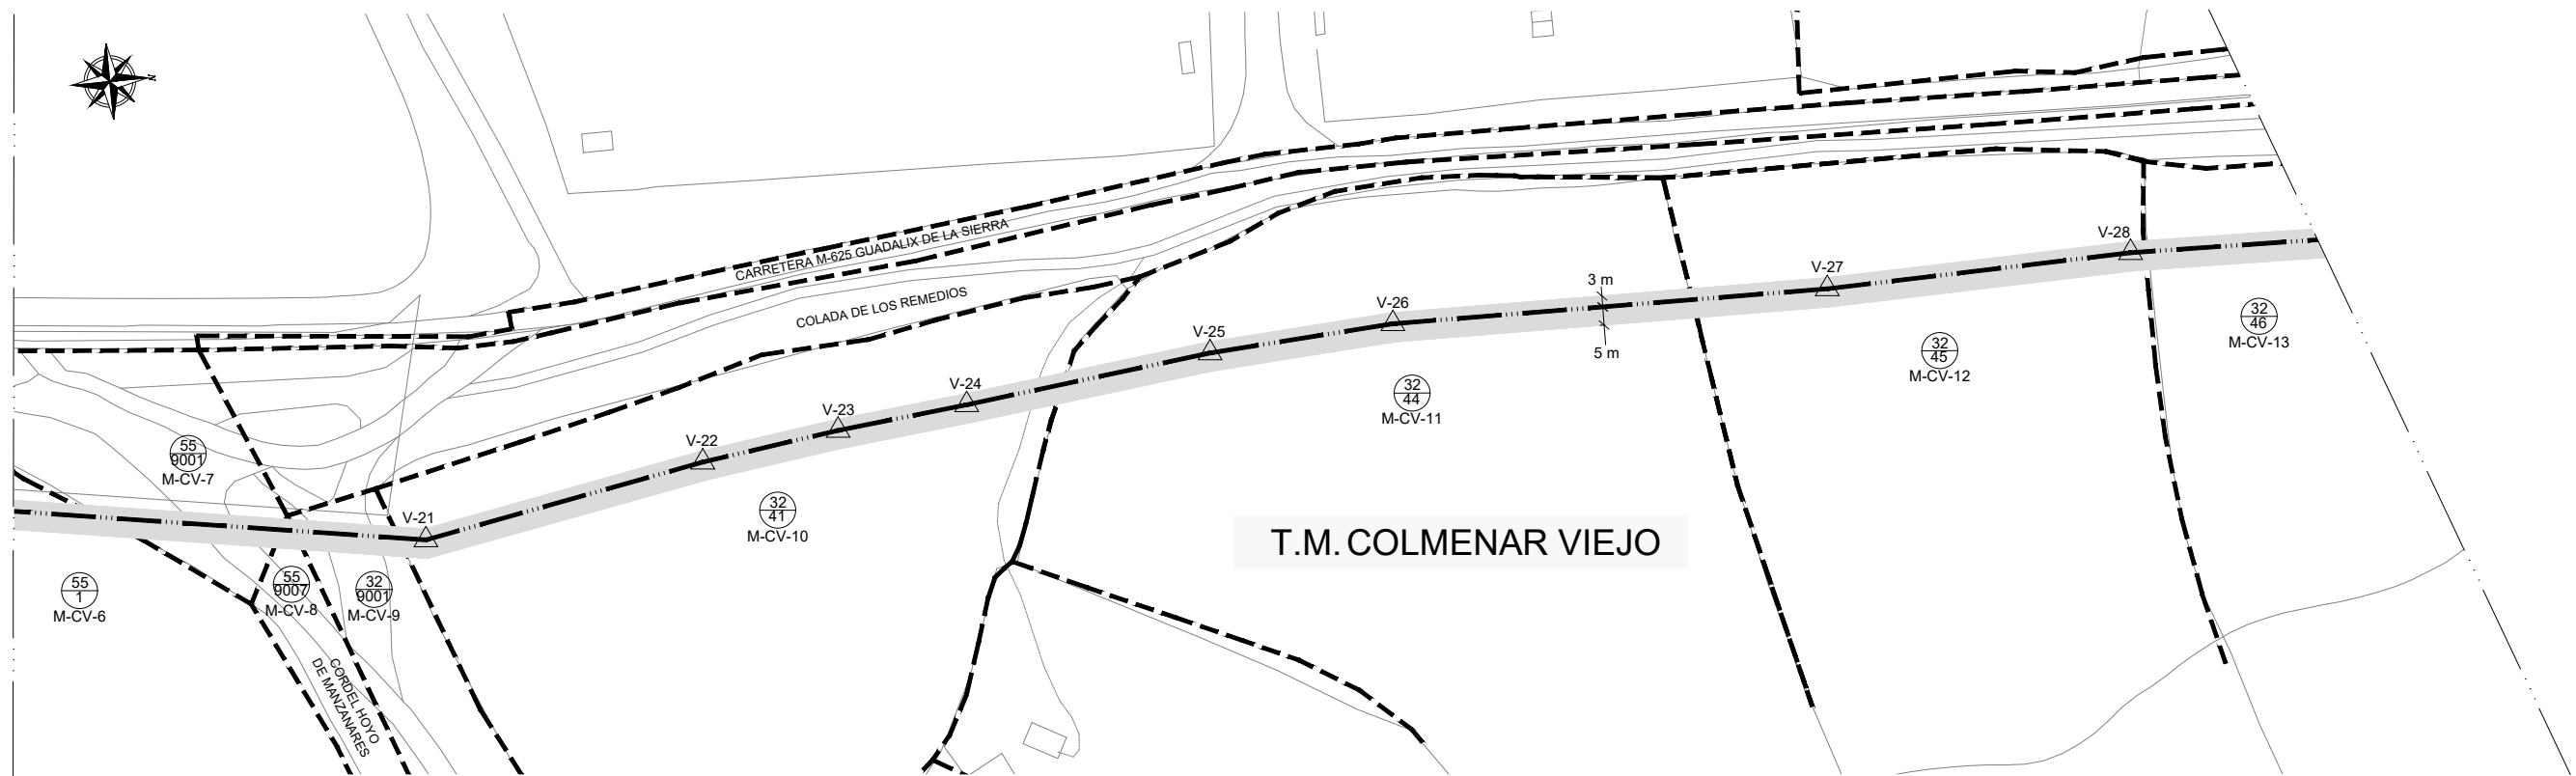 N
CARRETERA M-625 GUADALIX DE LA SIERRA
COLADA DE LOS REMEDIOS
V-28
V-27
3 m
5 m
V-26
V-25
V-24
V-23
V-22
V-21
32
46
M-CV-13
32
45
M-CV-12
32
44
M-CV-11
55
9001
M-CV-7
32
41
M-CV-10
T.M. COLMENAR VIEJO
55
1
M-CV-6
55
9007
M-CV-8
32
9001
M-CV-9
CORDEL HOYO
DE MANZANARES